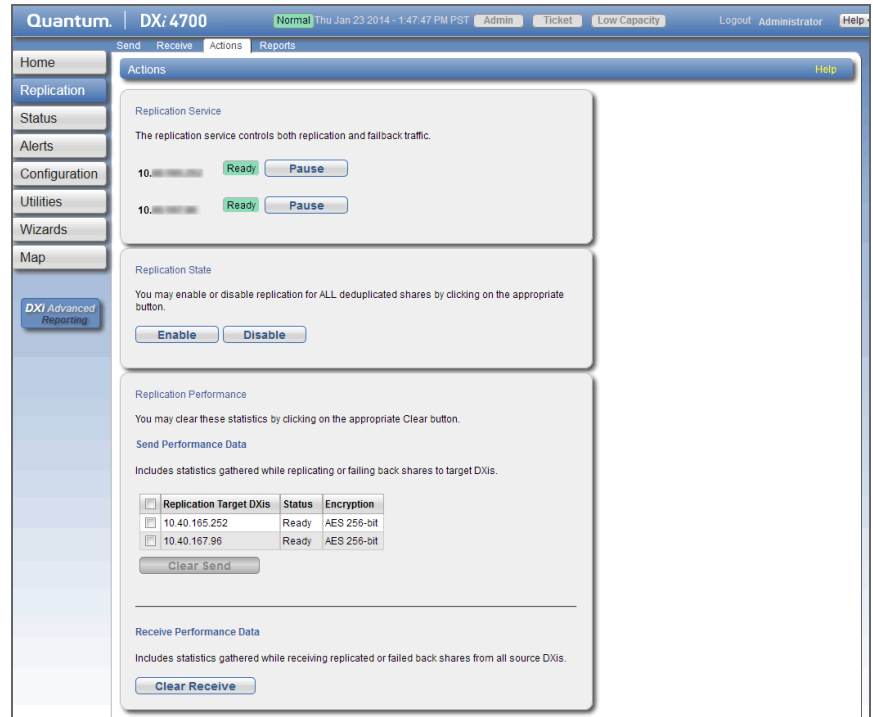 Quantum. DXi 4700 Normal Thu Jan 23 2014 - 1:47:47 PM PST Admin Ticket Low Capacity Logout Administrator Help
Send Receive Actions Reports
Home
Replication
Status
Alerts
Configuration
Utilities
Wizards
Map
DXi Advanced
Reporting
Actions Help
Replication Service
The replication service controls both replication and failback traffic.
10. Ready Pause
10. Ready Pause
Replication State
You may enable or disable replication for ALL deduplicated shares by clicking on the appropriate
button.
Enable Disable
Replication Performance
You may clear these statistics by clicking on the appropriate Clear button.
Send Performance Data
Includes statistics gathered while replicating or failing back shares to target DXis.
Replication Target DXis Status Encryption
10.40.165.252 Ready AES 256-bit
10.40.167.96 Ready AES 256-bit
Clear Send
Receive Performance Data
Includes statistics gathered while receiving replicated or failed back shares from all source DXis.
Clear Receive